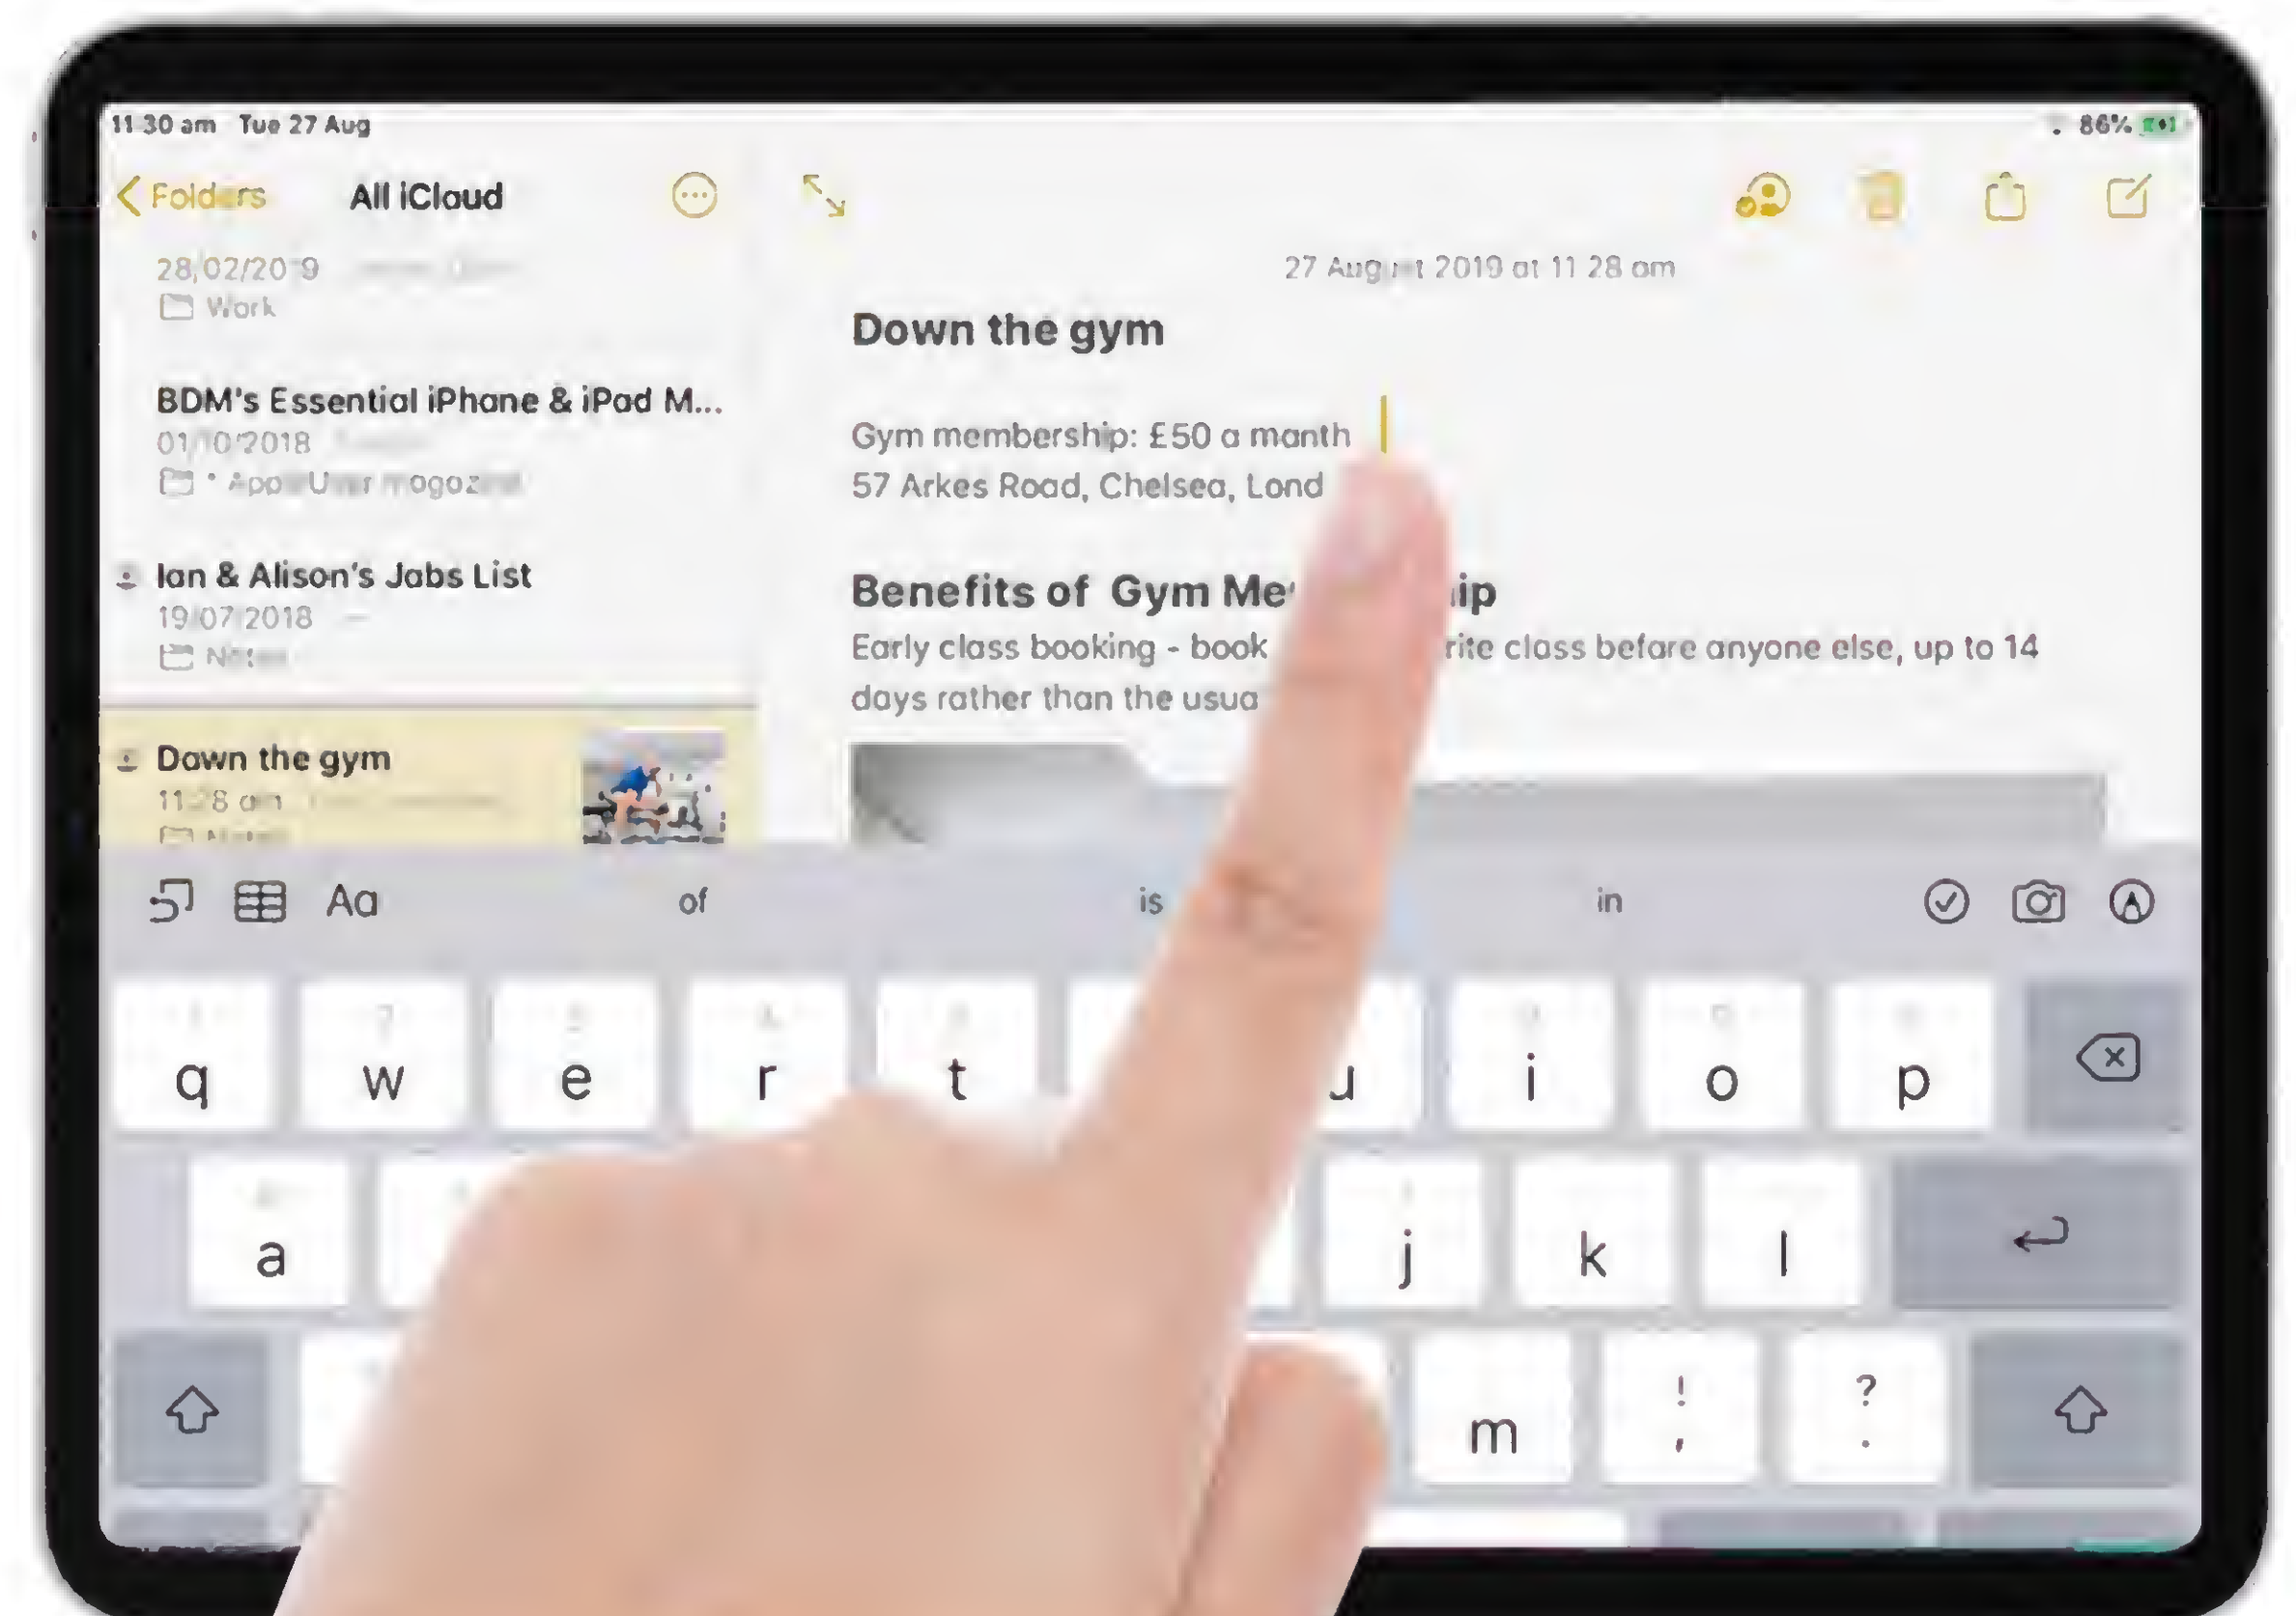 11 30 am Tue 27 Aug
86%
Folders
All iCloud
28/02/2019
Work
BDM's Essential iPhone & iPad M...
01/10/2018
Ian & Alison's Jobs List
19/07/2018
Notes
Down the gym
11 28 am
27 August 2019 at 11 28 am
Down the gym
Gym membership: £50 a month
57 Arkes Road, Chelsea, Lond
Benefits of Gym Me ip
Early class booking - book rite class before anyone else, up to 14
days rather than the usua
Aa of is in
q w e r t u i o p
a j k l
m ! , ? .